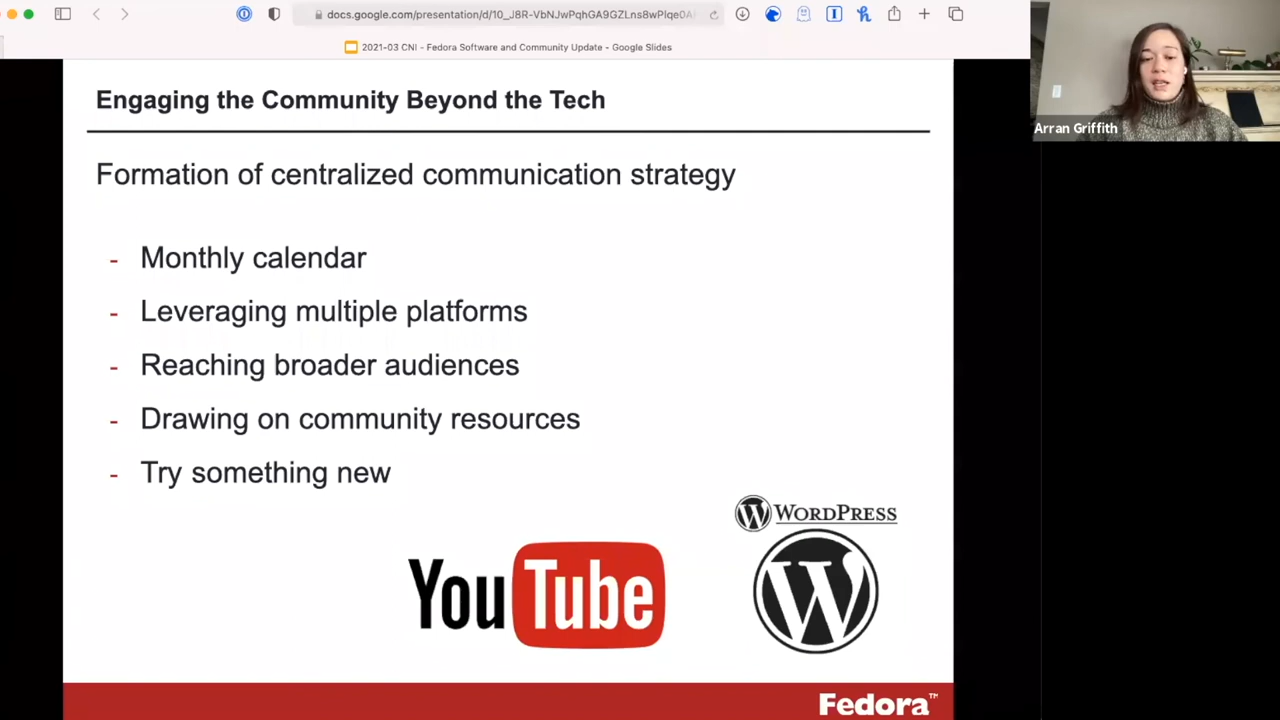 docs.google.com/presentation/d/10_J8R-VbNJwPqhGA9GZLns8wPlqe0A
2021-03 CNI - Fedora Software and Community Update - Google Slides
Arran Griffith
Engaging the Community Beyond the Tech
Formation of centralized communication strategy
- Monthly calendar
- Leveraging multiple platforms
- Reaching broader audiences
- Drawing on community resources
- Try something new
WORDPRESS
YouTube
W
Fedora™